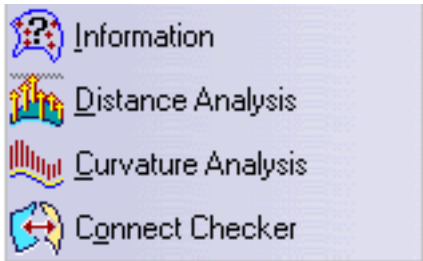 Information
Distance Analysis
Curvature Analysis
Connect Checker